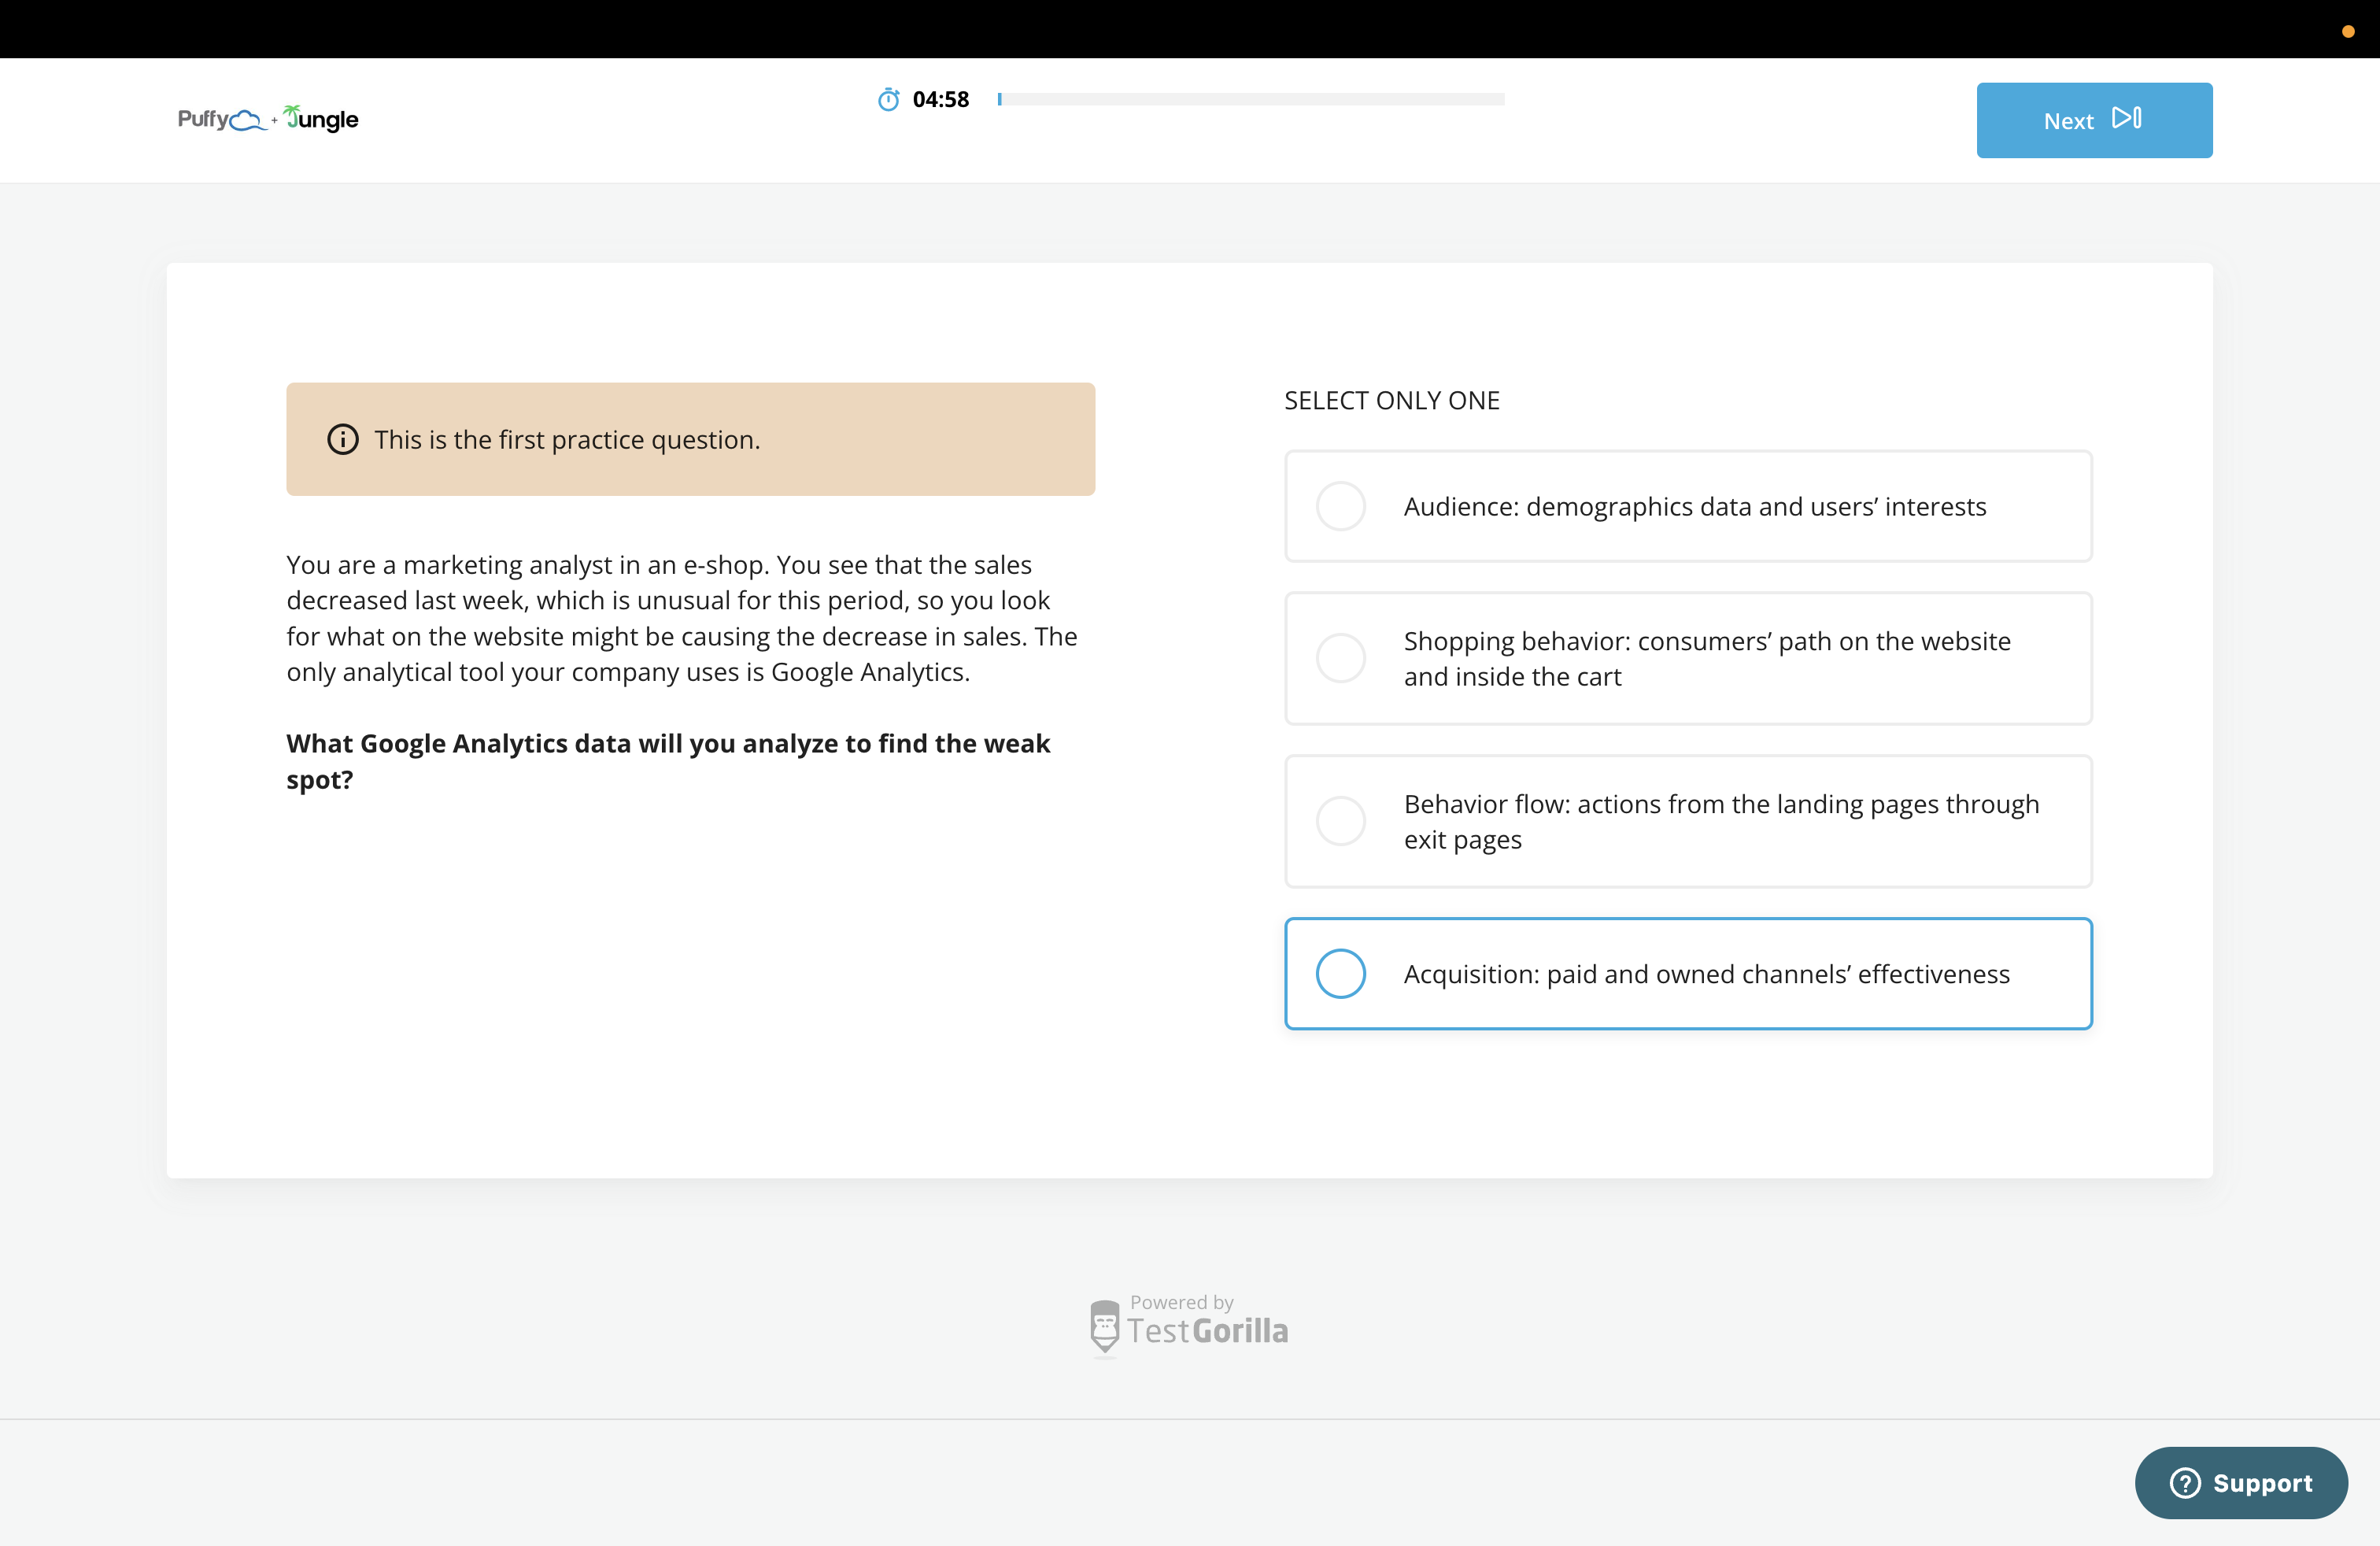 Puffy + Jungle
04:58
Next
This is the first practice question.
You are a marketing analyst in an e-shop. You see that the sales
decreased last week, which is unusual for this period, so you look
for what on the website might be causing the decrease in sales. The
only analytical tool your company uses is Google Analytics.
What Google Analytics data will you analyze to find the weak
spot?
SELECT ONLY ONE
Audience: demographics data and users’ interests
Shopping behavior: consumers’ path on the website
and inside the cart
Behavior flow: actions from the landing pages through
exit pages
Acquisition: paid and owned channels’ effectiveness
Powered by
TestGorilla
Support